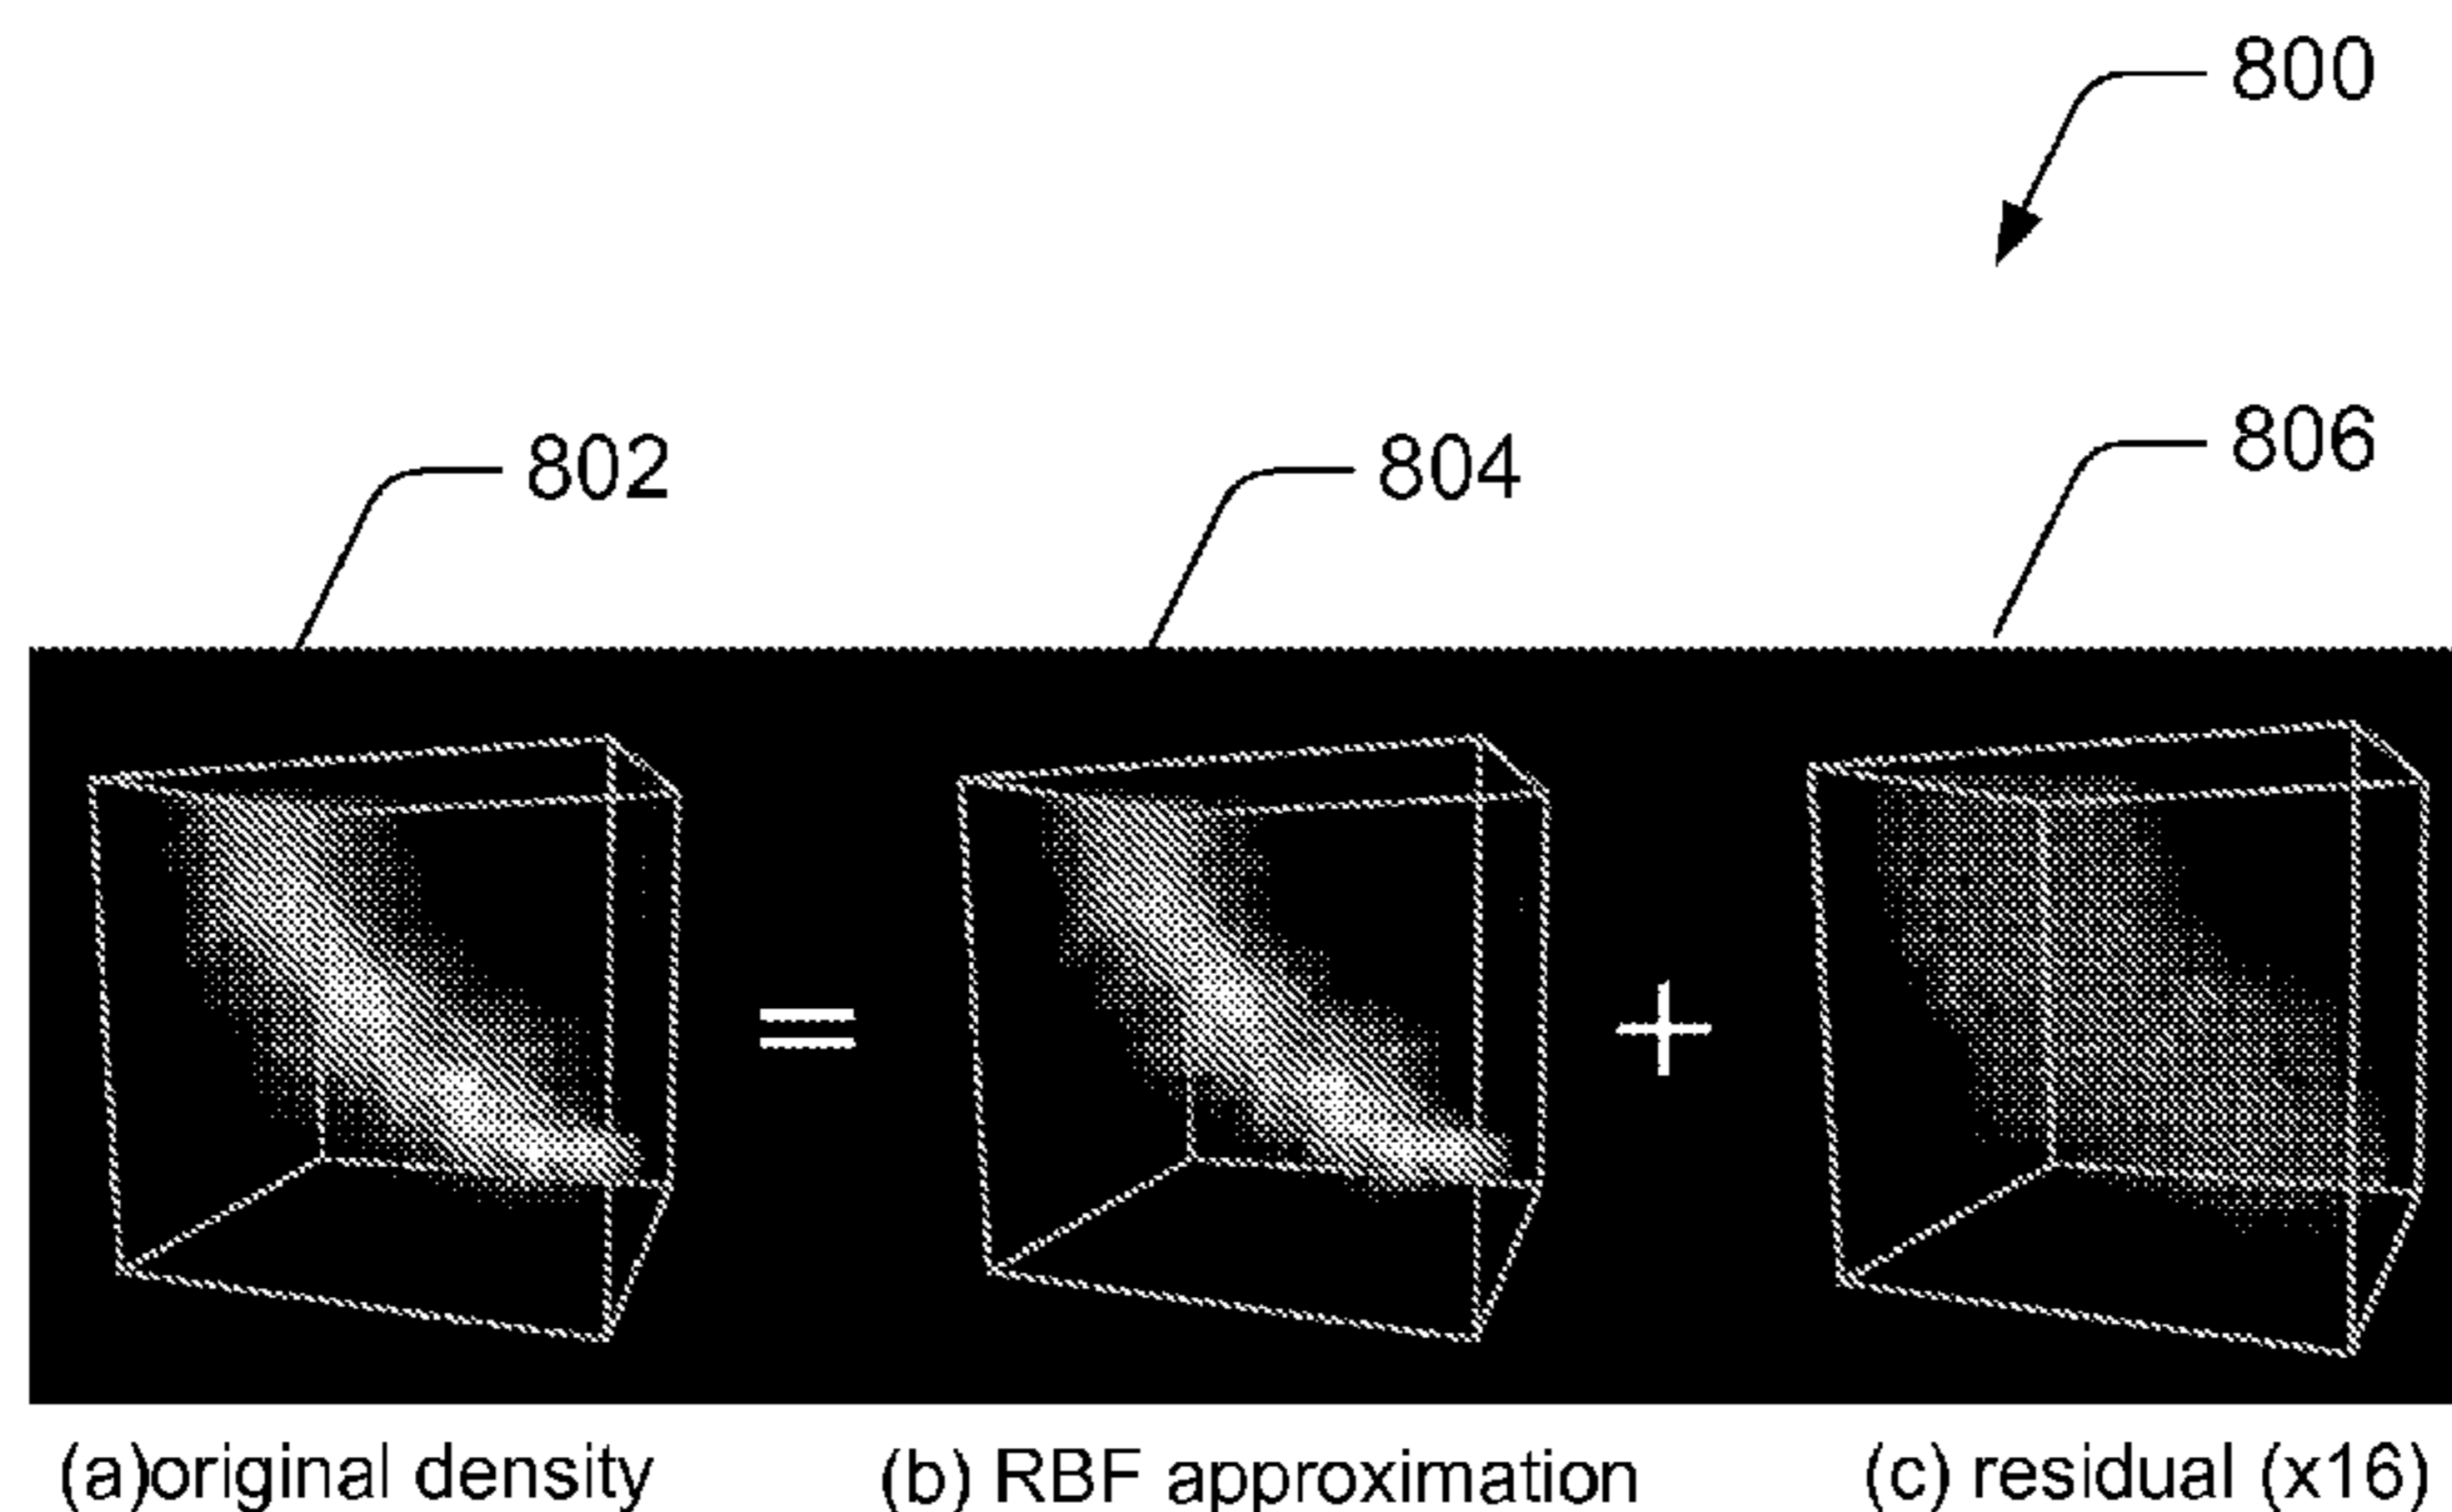 800
806
802
804
= +
(a)original density
(b) RBF approximation
(c) residual (x16)